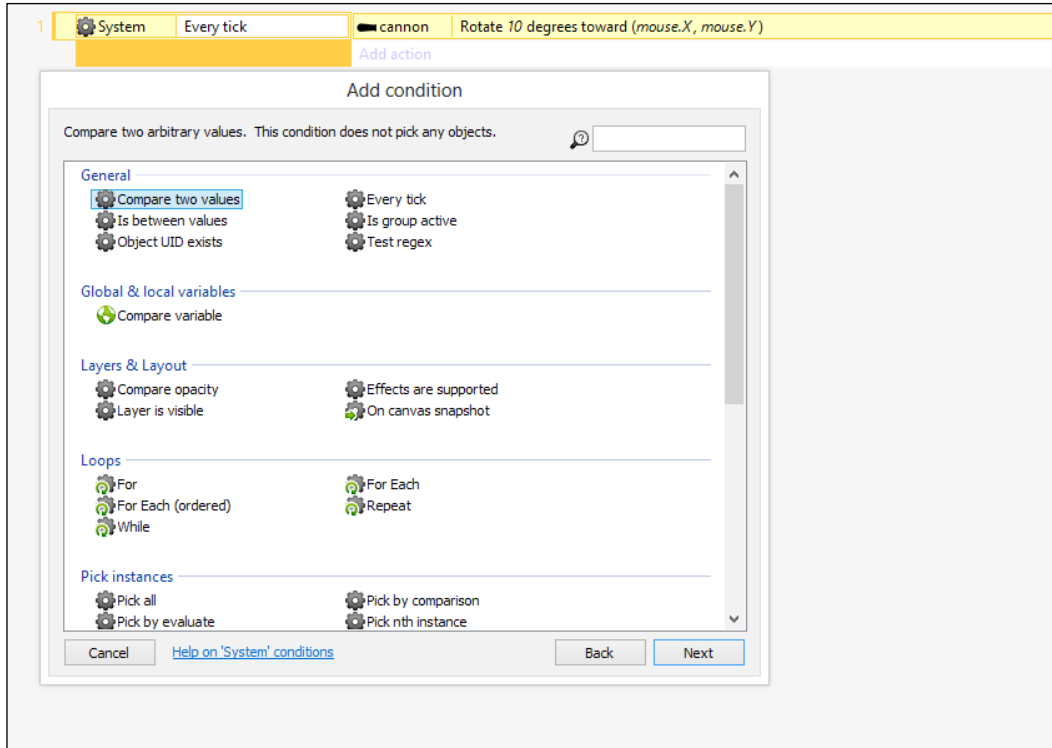 1 System Every tick cannon Rotate 10 degrees toward (mouse.X, mouse.Y)
Add action
Add condition
Compare two arbitrary values. This condition does not pick any objects.
General
Compare two values Every tick
Is between values Is group active
Object UID exists Test regex
Global & local variables
Compare variable
Layers & Layout
Compare opacity Effects are supported
Layer is visible On canvas snapshot
Loops
For For Each
For Each (ordered) Repeat
While
Pick instances
Pick all Pick by comparison
Pick by evaluate Pick nth instance
Cancel Help on 'System' conditions Back Next